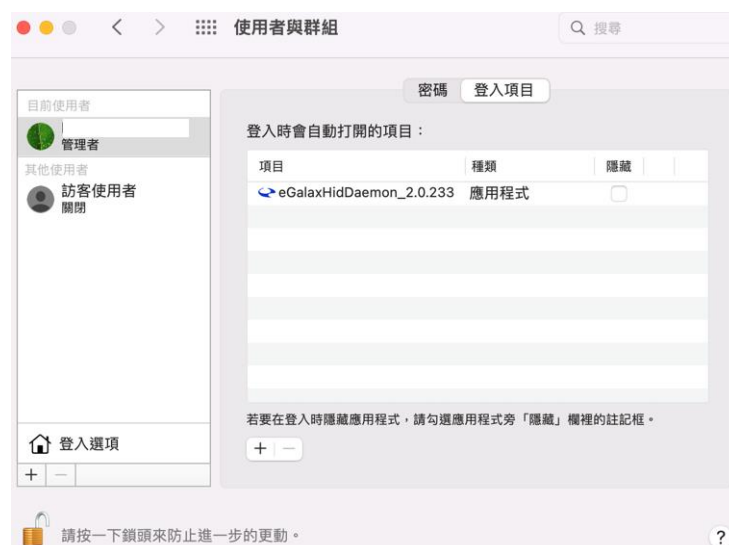 使用者與群組
搜尋
密碼
登入項目
目前使用者
管理者
其他使用者
訪客使用者
關閉
登入時會自動打開的項目：
項目 種類 隱藏
eGalaxHidDaemon_2.0.233 應用程式
若要在登入時隱藏應用程式，請勾選應用程式旁「隱藏」欄裡的註記框。
登入選項
+ −
+ −
請按一下鎖頭來防止進一步的更動。
?